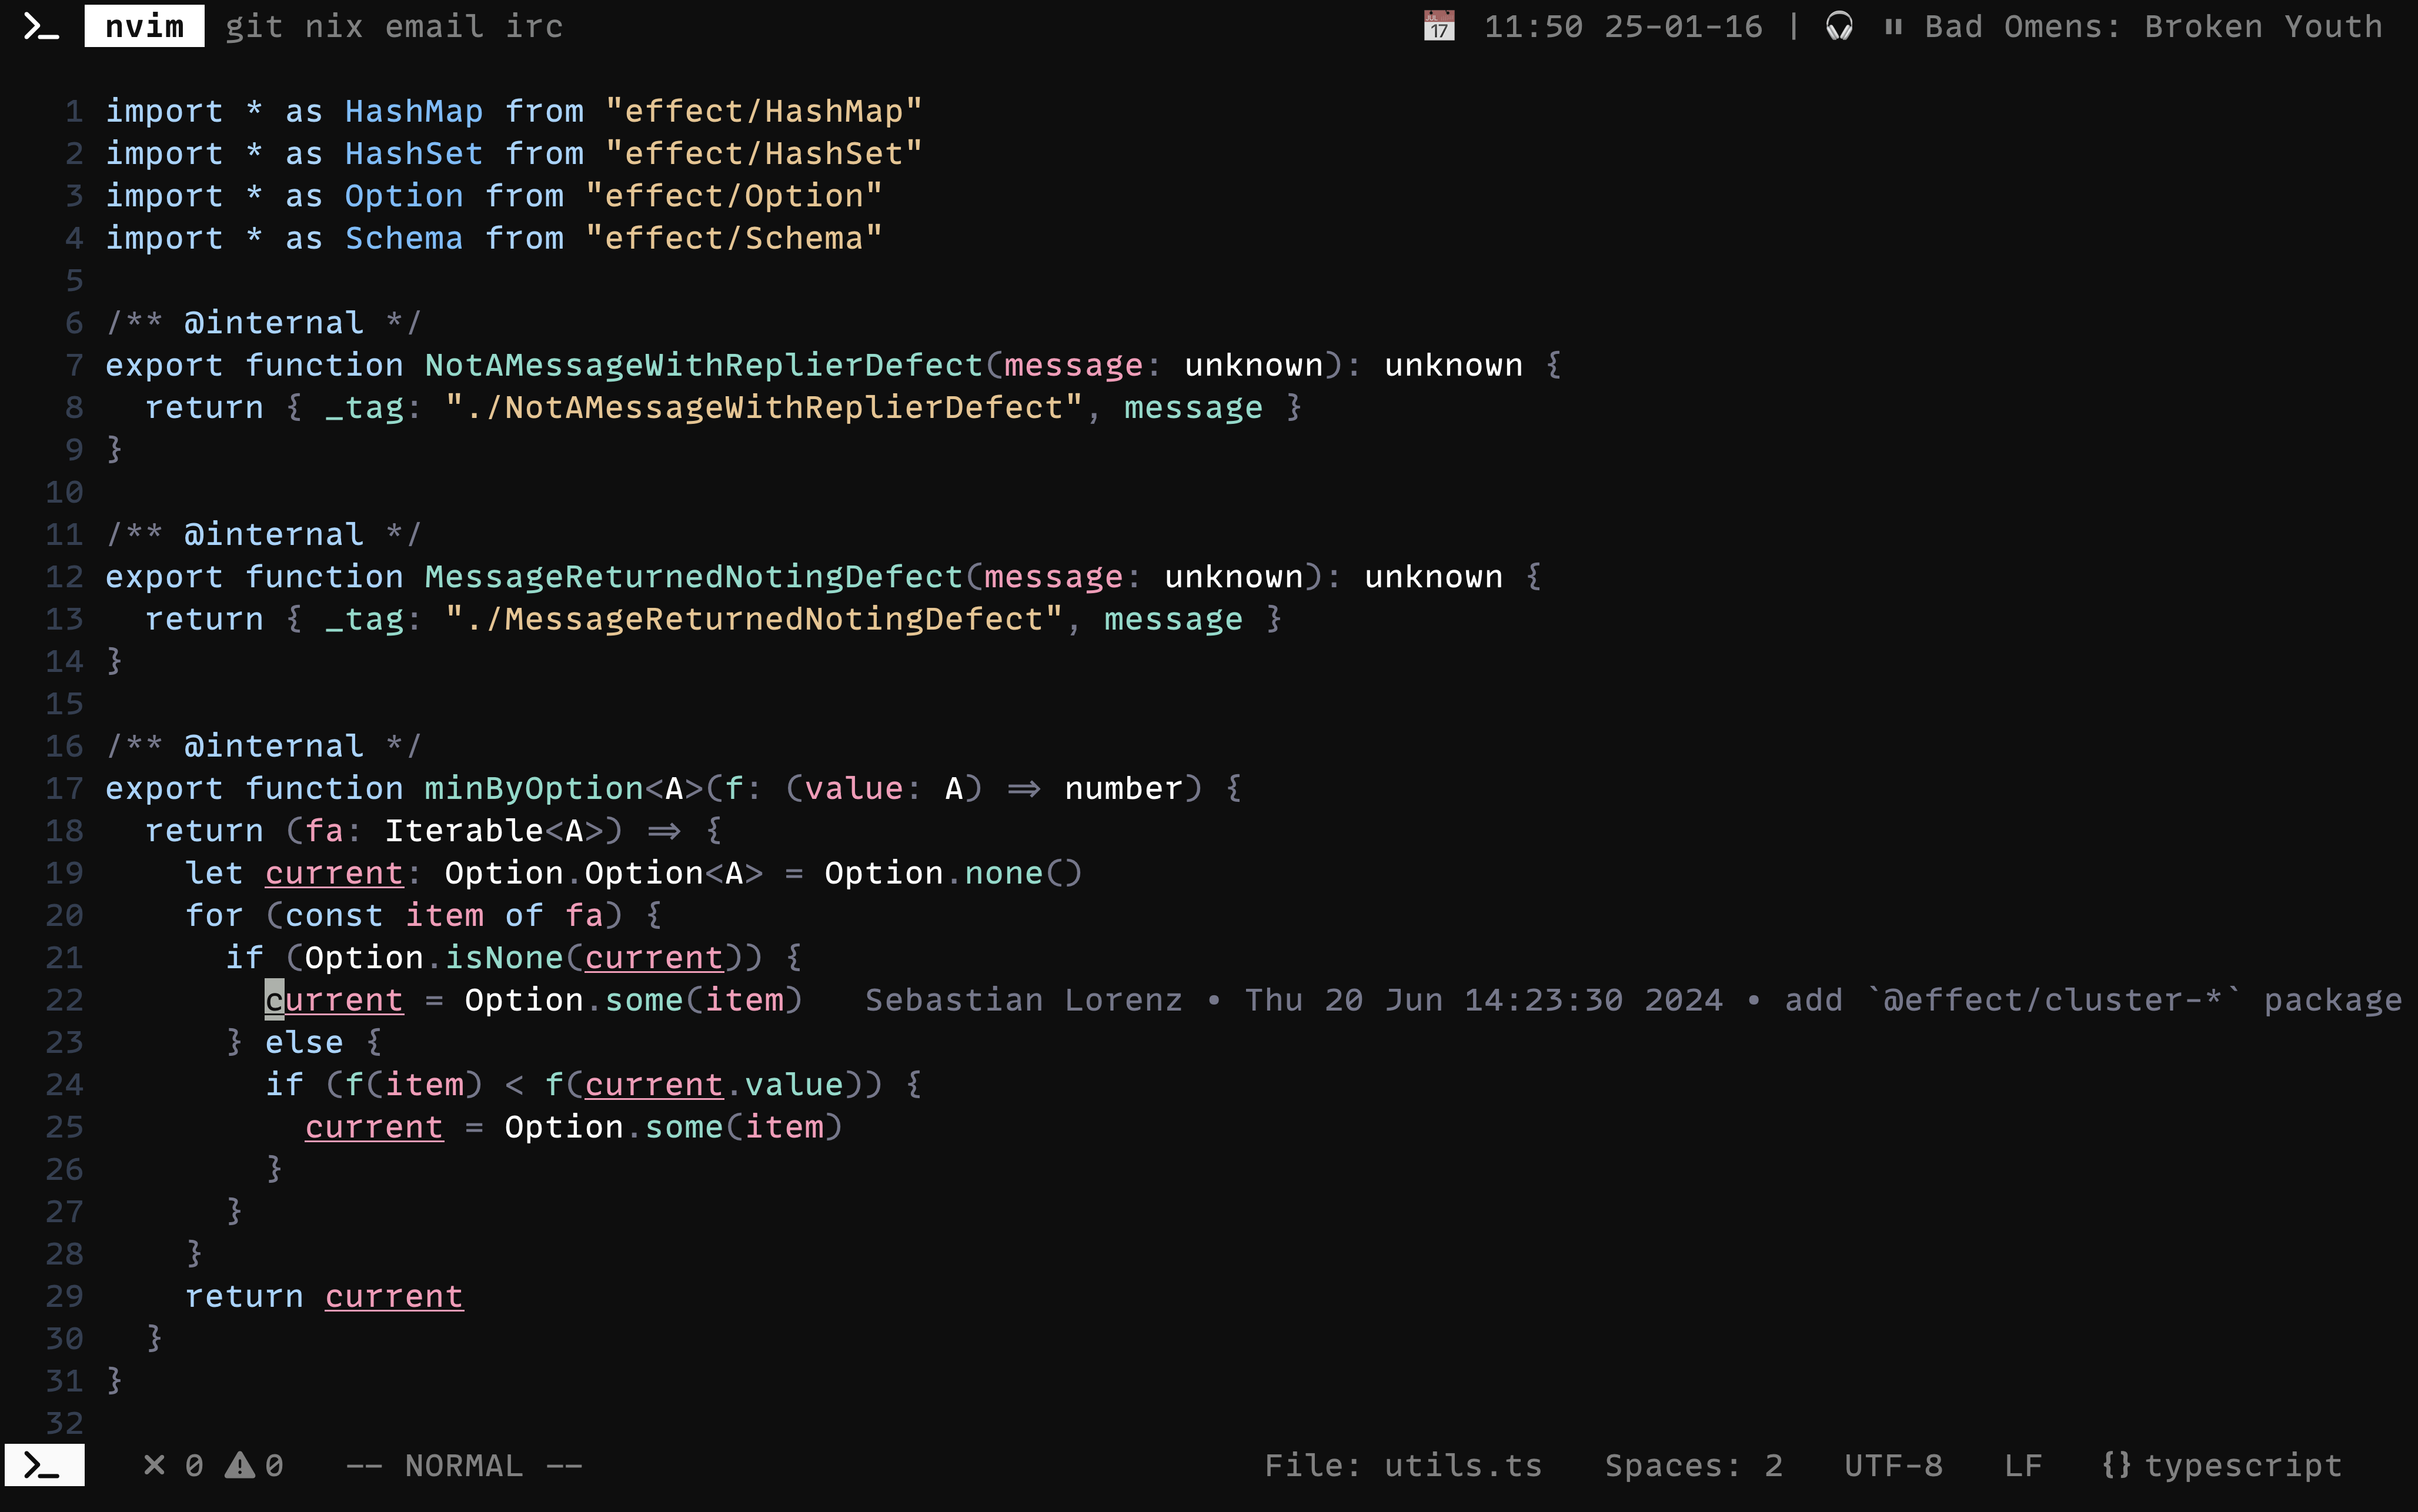 >_ nvim git nix email irc JUL 17 11:50 25-01-16 | Bad Omens: Broken Youth
1 import * as HashMap from "effect/HashMap"
2 import * as HashSet from "effect/HashSet"
3 import * as Option from "effect/Option"
4 import * as Schema from "effect/Schema"
5
6 /** @internal */
7 export function NotAMessageWithReplierDefect(message: unknown): unknown {
8   return { _tag: "./NotAMessageWithReplierDefect", message }
9 }
10
11 /** @internal */
12 export function MessageReturnedNotingDefect(message: unknown): unknown {
13   return { _tag: "./MessageReturnedNotingDefect", message }
14 }
15
16 /** @internal */
17 export function minByOption<A>(f: (value: A) => number) {
18   return (fa: Iterable<A>) => {
19     let current: Option.Option<A> = Option.none()
20     for (const item of fa) {
21       if (Option.isNone(current)) {
22         current = Option.some(item)   Sebastian Lorenz • Thu 20 Jun 14:23:30 2024 • add `@effect/cluster-*` package
23       } else {
24         if (f(item) < f(current.value)) {
25           current = Option.some(item)
26         }
27       }
28     }
29     return current
30   }
31 }
32
>_ × 0 ⚠ 0 -- NORMAL -- File: utils.ts Spaces: 2 UTF-8 LF {} typescript